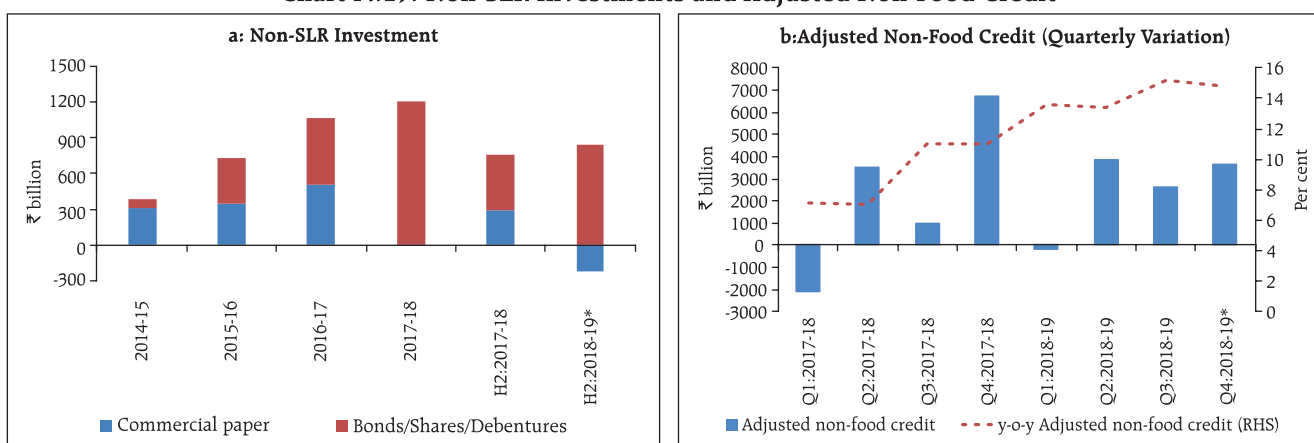 a: Non-SLR Investment
1500
1200
900
600
300
0
-300
₹ billion
2014-15
2015-16
2016-17
2017-18
H2:2017-18
H2:2018-19*
Commercial paper
Bonds/Shares/Debentures
b:Adjusted Non-Food Credit (Quarterly Variation)
8000
7000
6000
5000
4000
3000
2000
1000
0
-1000
-2000
-3000
₹ billion
16
14
12
10
8
6
4
2
0
Per cent
Q1:2017-18
Q2:2017-18
Q3:2017-18
Q4:2017-18
Q1:2018-19
Q2:2018-19
Q3:2018-19
Q4:2018-19*
Adjusted non-food credit
y-o-y Adjusted non-food credit (RHS)